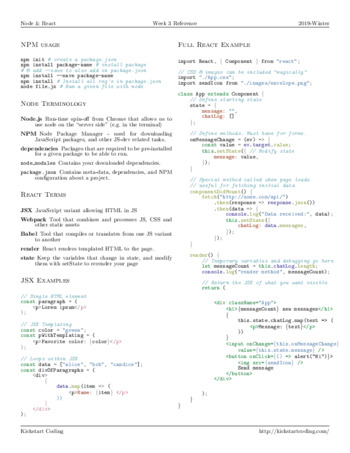 Node & React
Week 3 Reference
2019-Winter
NPM usage
npm init # create a package.json
npm install package-name # install package
# m add --save to also add in package.json
npm install --save package-name
npm install # Install all req's in package.json
node file.js # Run a given file with node
Node Terminology
Node.js Run-time spin-off from Chrome that allows us to
use node on the "server side" (e.g. in the terminal)
NPM Node Package Manager - used for downloading
JavaScript packages, and other JS-dev related tasks.
dependencies Packages that are required to be pre-installed
for a given package to be able to run.
node_modules Contains your downloaded dependencies.
package.json Contains meta-data, dependencies, and NPM
configuration about a project.
React Terms
JSX JavaScript variant allowing HTML in JS
Webpack Tool that combines and processes JS, CSS and
other static assets
Babel Tool that compiles or translates from one JS variant
to another
render React renders templated HTML to the page.
state Keep the variables that change in state, and modify
them with setState to rerender your page
JSX Examples
// Single HTML element
const paragraph = (
<p>Lorem ipsum</p>
);
// JSX Templating
const color = "green";
const pWithTemplating = (
<p>Favorite color: {color}</p>
);
// Loops within JSX
const data = ["alice", "bob", "candice"];
const divOfParagraphs = (
<div>
{
data.map(item => (
<p>Name: {item} </p>
))
}
</div>
);
Full React Example
import React, { Component } from "react";
// CSS & images can be included "magically"
import "./App.css";
import sendIcon from "./images/envelope.png";
class App extends Component {
// Define starting state
state = {
message: "",
chatLog: []
};
// Define methods. Must have for forms.
onMessageChange = (ev) => {
const value = ev.target.value;
this.setState({ // Modify state
message: value,
});
}
// Special method called when page loads
// useful for fetching initial data
componentDidMount() {
fetch("http://some.com/api/")
.then(response => response.json())
.then(data => {
console.log("Data received:", data);
this.setState({
chatLog: data.messages,
});
});
}
render() {
// Temporary variables and debugging go here
let messageCount = this.chatLog.length;
console.log("render method", messageCount);
// Return the JSX of what you want visible
return (
<div className="App">
<h1>{messageCount} new messages</h1>
{
this.state.chatLog.map(text => (
<p>Message: {text}</p>
))
}
<input onChange={this.onMessageChange}
value={this.state.message} />
<button onClick={() => alert("Hi")}>
<img src={sendIcon} />
Send message
</button>
</div>
);
}
}
Kickstart Coding
http://kickstartcoding.com/